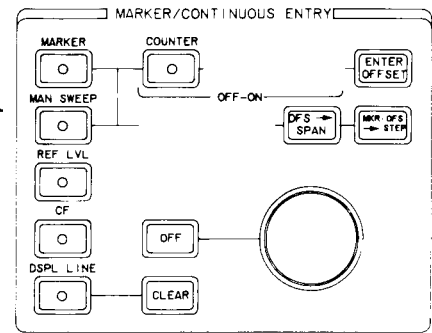 MARKER/CONTINUOUS ENTRY
MARKER
COUNTER
ENTER
OFFSET
OFF-ON
MAN SWEEP
OFS →
SPAN
MKR·OFS
→ STEP
REF LVL
CF
OFF
DSPL LINE
CLEAR